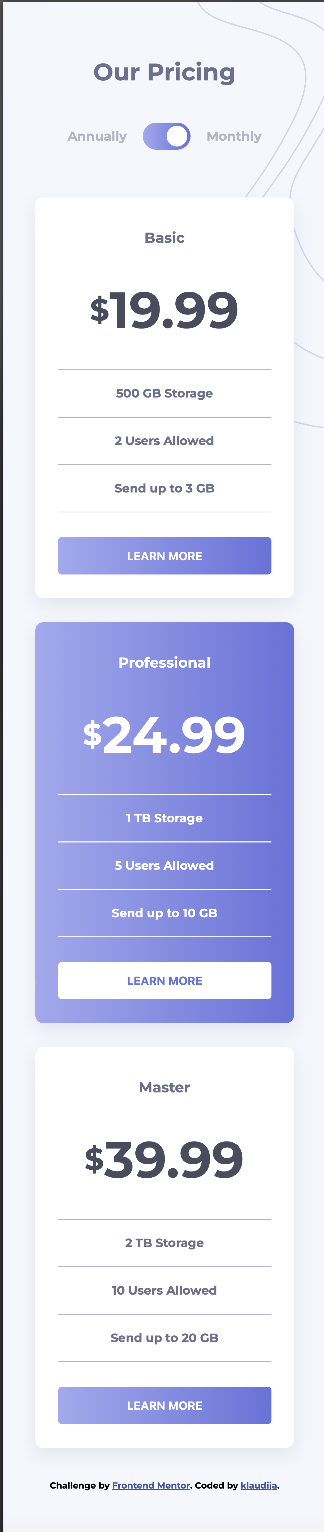 Our Pricing
Annually Monthly
Basic
$19.99
500 GB Storage
2 Users Allowed
Send up to 3 GB
LEARN MORE
Professional
$24.99
1 TB Storage
5 Users Allowed
Send up to 10 GB
LEARN MORE
Master
$39.99
2 TB Storage
10 Users Allowed
Send up to 20 GB
LEARN MORE
Challenge by Frontend Mentor. Coded by klaudiia.